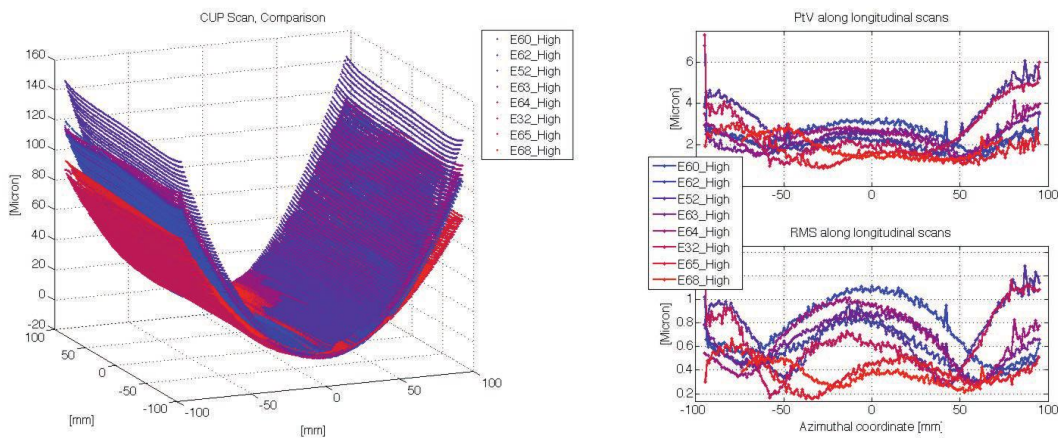 CUP Scan, Comparison
160
140
120
100
80
60
40
20
0
-20
[Micron]
100
50
0
-50
-100
[mm]
-100
-50
0
50
100
[mm]
E60_High
E62_High
E52_High
E63_High
E64_High
E32_High
E65_High
E68_High
PtV along longitudinal scans
6
4
2
[Micron]
-50
0
50
100
E60_High
E62_High
E52_High
E63_High
E64_High
E32_High
E65_High
E68_High
RMS along longitudinal scans
1
0.8
0.6
0.4
0.2
[Micron]
-100
-50
0
50
100
Azimuthal coordinate [mm]